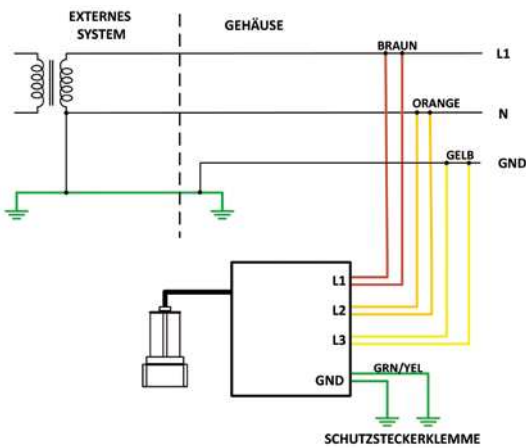 EXTERNES
SYSTEM
GEHÄUSE
BRAUN
L1
ORANGE
N
GELB
GND
L1
L2
L3
GND
GRN/YEL
SCHUTZSTECKERKLEMME